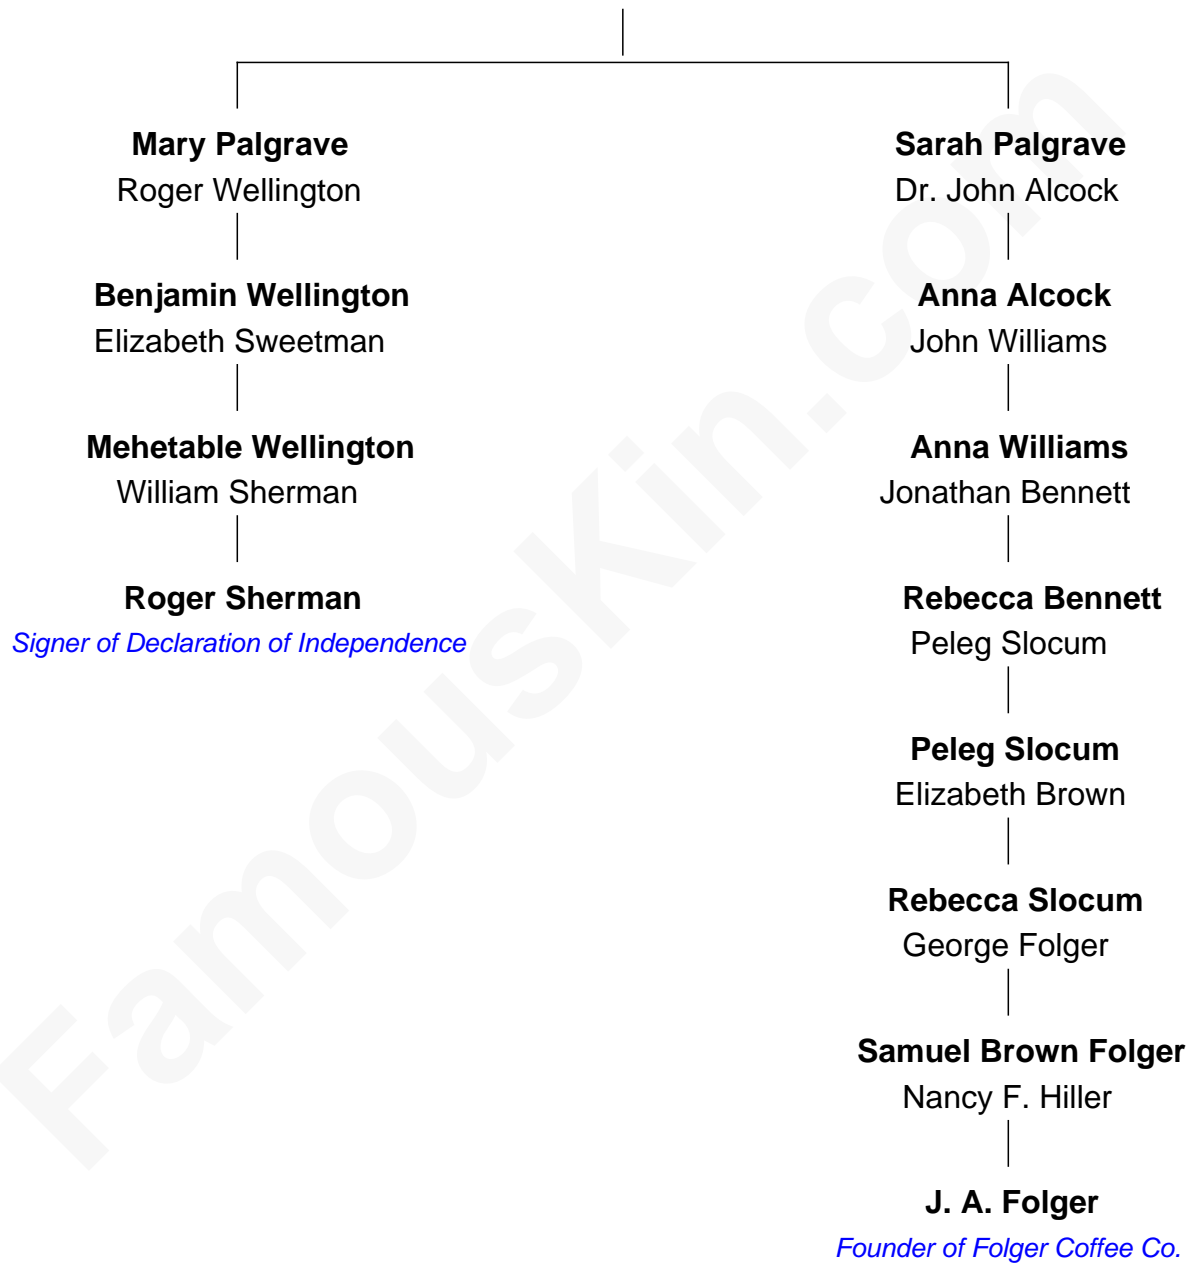 Mary Palgrave
Roger Wellington
Benjamin Wellington
Elizabeth Sweetman
Mehetable Wellington
William Sherman
Roger Sherman
Signer of Declaration of Independence
Sarah Palgrave
Dr. John Alcock
Anna Alcock
John Williams
Anna Williams
Jonathan Bennett
Rebecca Bennett
Peleg Slocum
Peleg Slocum
Elizabeth Brown
Rebecca Slocum
George Folger
Samuel Brown Folger
Nancy F. Hiller
J. A. Folger
Founder of Folger Coffee Co.
FamousKin.com